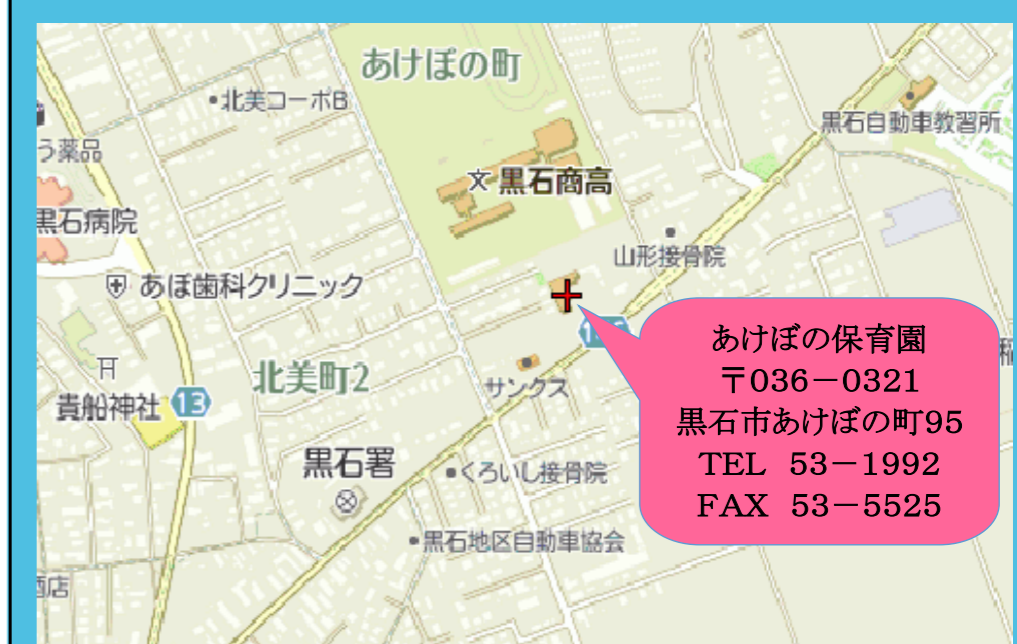 あけぼの町
北美コーポB
黒石自動車教習所
う薬品
文 黒石商高
黒石病院
山形接骨院
あぼ歯科クリニック
あけぼの保育園
〒036－0321
黒石市あけぼの町95
TEL 53－1992
FAX 53－5525
北美町2
サンクス
貴船神社
13
黒石署
くろいし接骨院
黒石地区自動車協会
酒店